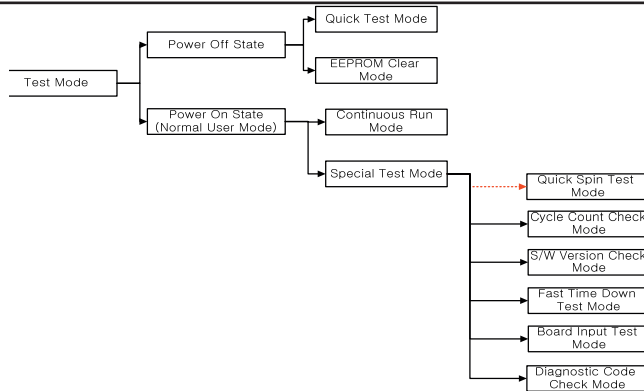 Quick Test Mode
Power Off State
EEPROM Clear
Mode
Test Mode
Power On State
(Normal User Mode)
Continuous Run
Mode
Special Test Mode
Quick Spin Test
Mode
Cycle Count Check
Mode
S/W Version Check
Mode
Fast Time Down
Test Mode
Board Input Test
Mode
Diagnostic Code
Check Mode